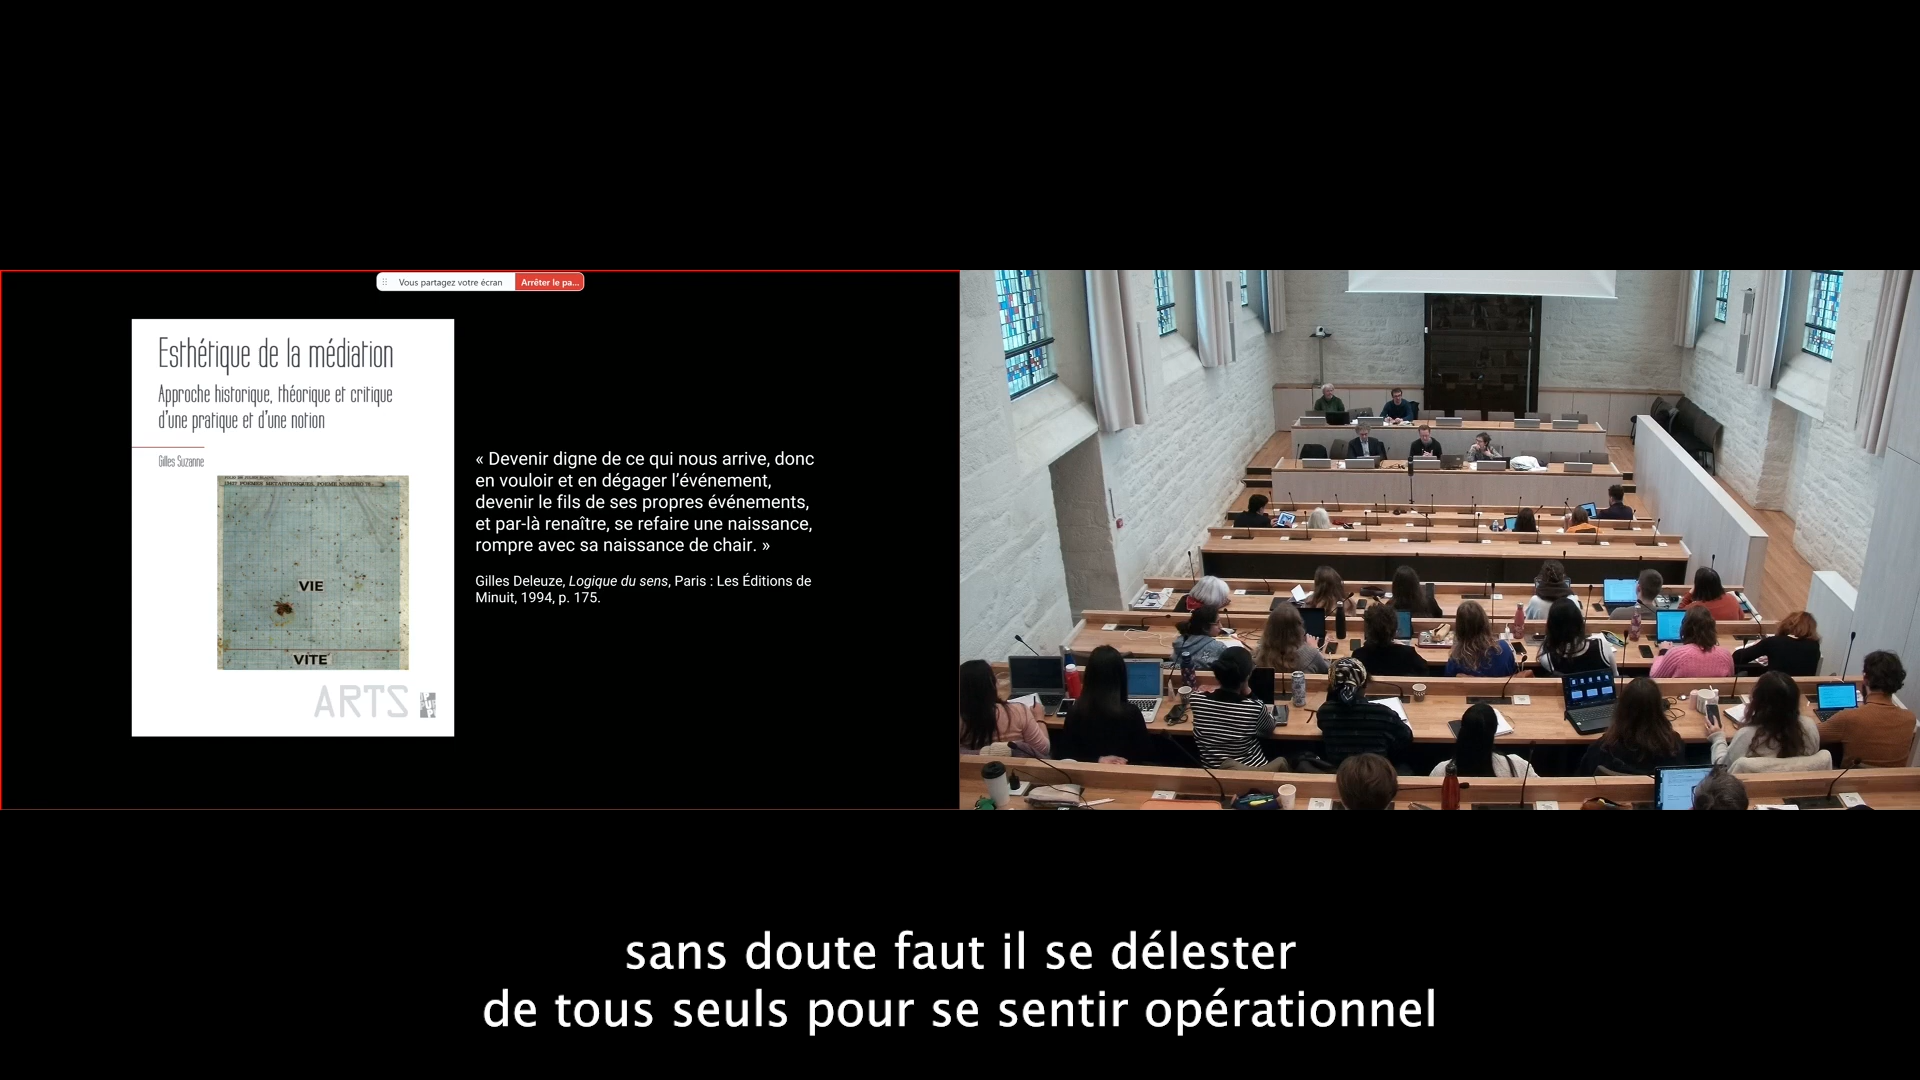 Vous partagez votre écran
Arrêter le pa...
Esthétique de la médiation
Approche historique, théorique et critique
d'une pratique et d'une notion
Gilles Suzanne
VIE
VITE
ARTS
« Devenir digne de ce qui nous arrive, donc
en vouloir et en dégager l'événement,
devenir le fils de ses propres événements,
et par-là renaître, se refaire une naissance,
rompre avec sa naissance de chair. »
Gilles Deleuze, Logique du sens, Paris : Les Éditions de
Minuit, 1994, p. 175.
sans doute faut il se délester
de tous seuls pour se sentir opérationnel